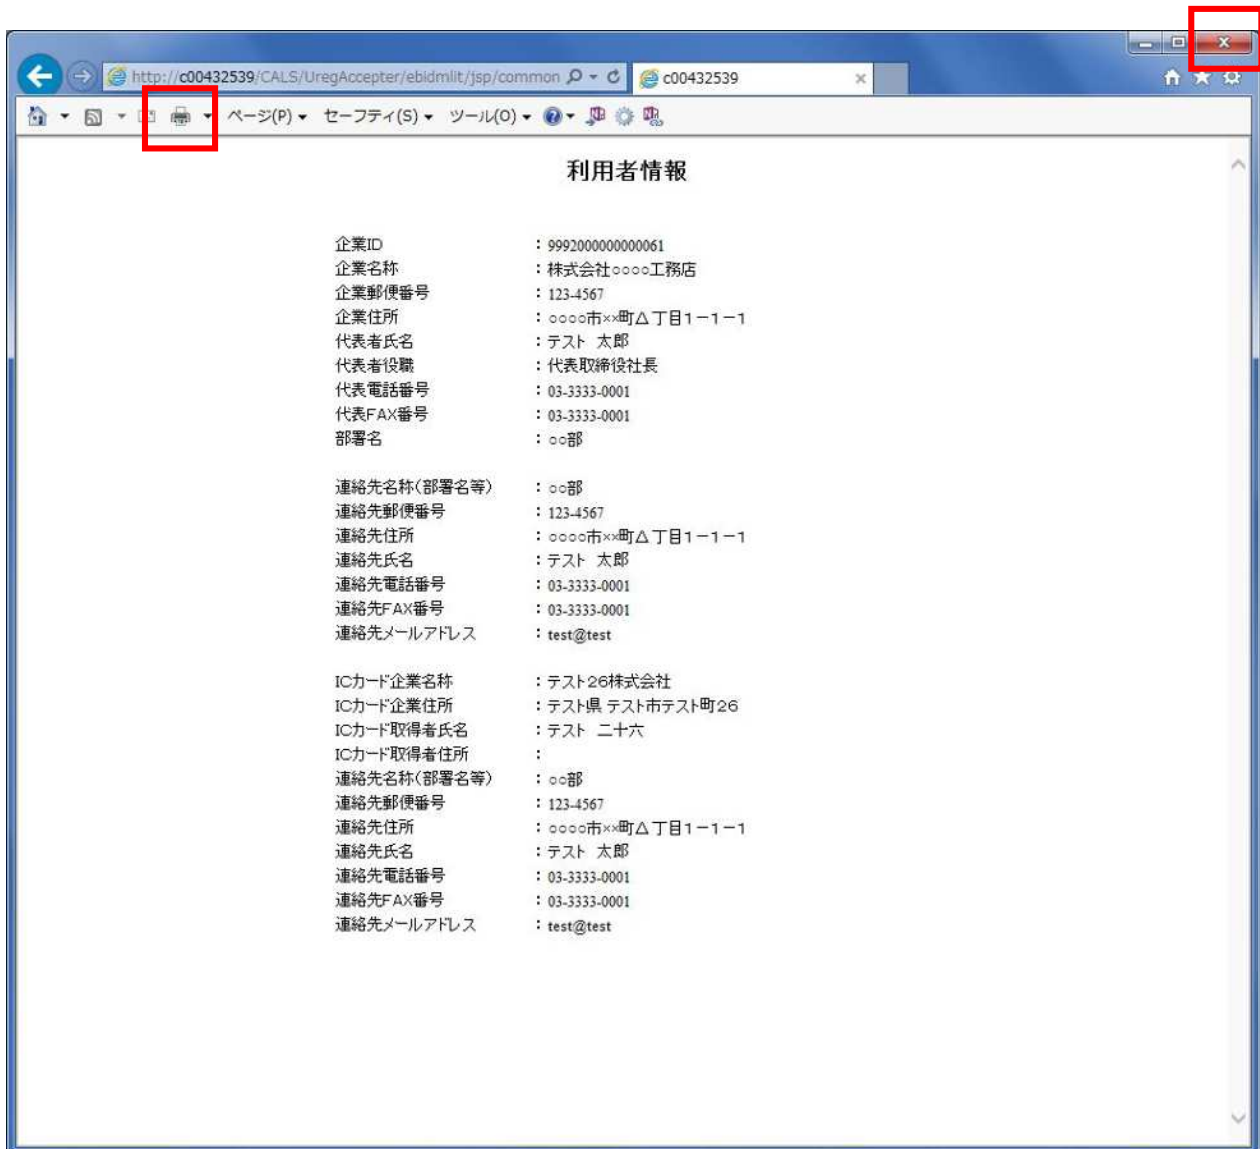 http://c00432539/CALS/UregAccepter/ebidmlit/jsp/common
c00432539
ページ(P) セーフティ(S) ツール(O)
利用者情報
企業ID : 9992000000000061
企業名称 : 株式会社○○○○工務店
企業郵便番号 : 123-4567
企業住所 : ○○○○市××町△丁目1-1-1
代表者氏名 : テスト 太郎
代表者役職 : 代表取締役社長
代表電話番号 : 03-3333-0001
代表FAX番号 : 03-3333-0001
部署名 : ○○部
連絡先名称(部署名等) : ○○部
連絡先郵便番号 : 123-4567
連絡先住所 : ○○○○市××町△丁目1-1-1
連絡先氏名 : テスト 太郎
連絡先電話番号 : 03-3333-0001
連絡先FAX番号 : 03-3333-0001
連絡先メールアドレス : test@test
ICカード企業名称 : テスト26株式会社
ICカード企業住所 : テスト県 テスト市テスト町26
ICカード取得者氏名 : テスト 二十六
ICカード取得者住所 :
連絡先名称(部署名等) : ○○部
連絡先郵便番号 : 123-4567
連絡先住所 : ○○○○市××町△丁目1-1-1
連絡先氏名 : テスト 太郎
連絡先電話番号 : 03-3333-0001
連絡先FAX番号 : 03-3333-0001
連絡先メールアドレス : test@test